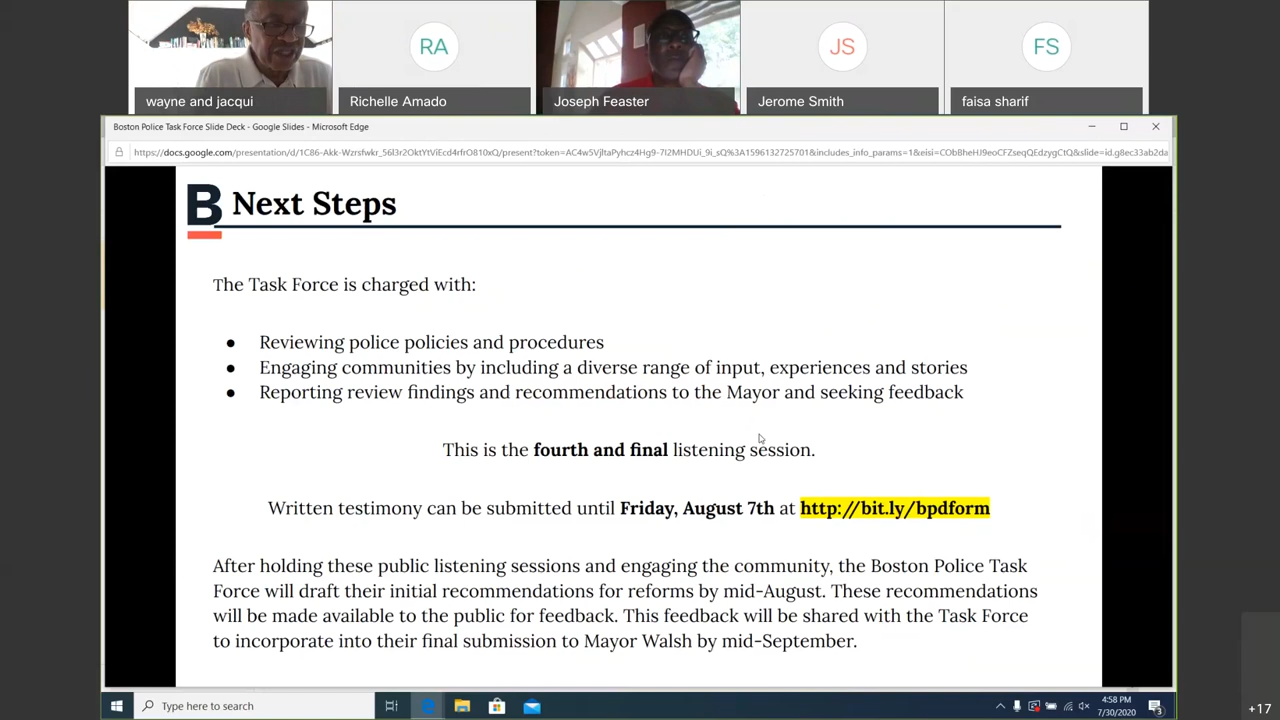 RA
JS
FS
wayne and jacqui
Richelle Amado
Joseph Feaster
Jerome Smith
faisa sharif
Boston Police Task Force Slide Deck - Google Slides - Microsoft Edge
B Next Steps
The Task Force is charged with:
● Reviewing police policies and procedures
● Engaging communities by including a diverse range of input, experiences and stories
● Reporting review findings and recommendations to the Mayor and seeking feedback
This is the fourth and final listening session.
Written testimony can be submitted until Friday, August 7th at http://bit.ly/bpdform
After holding these public listening sessions and engaging the community, the Boston Police Task
Force will draft their initial recommendations for reforms by mid-August. These recommendations
will be made available to the public for feedback. This feedback will be shared with the Task Force
to incorporate into their final submission to Mayor Walsh by mid-September.
Type here to search
4:58 PM
7/30/2020
3
+17